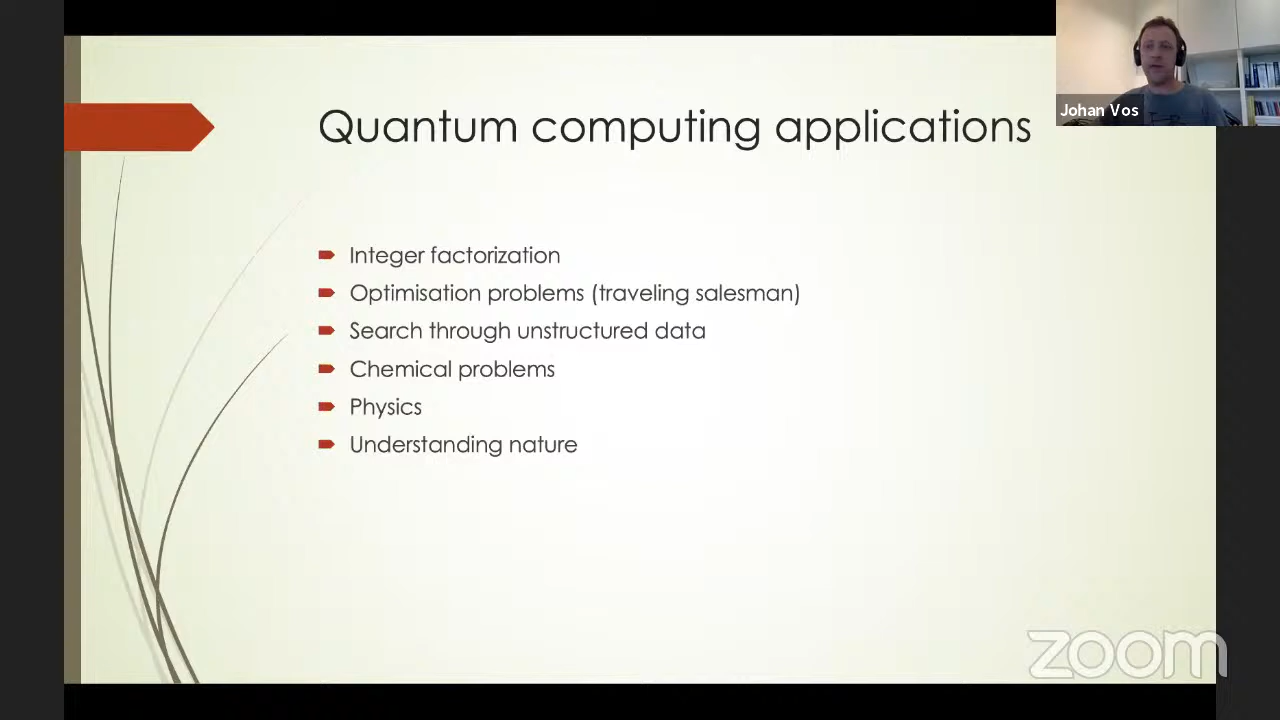 Quantum computing applications
Johan Vos
Integer factorization
Optimisation problems (traveling salesman)
Search through unstructured data
Chemical problems
Physics
Understanding nature
zoom